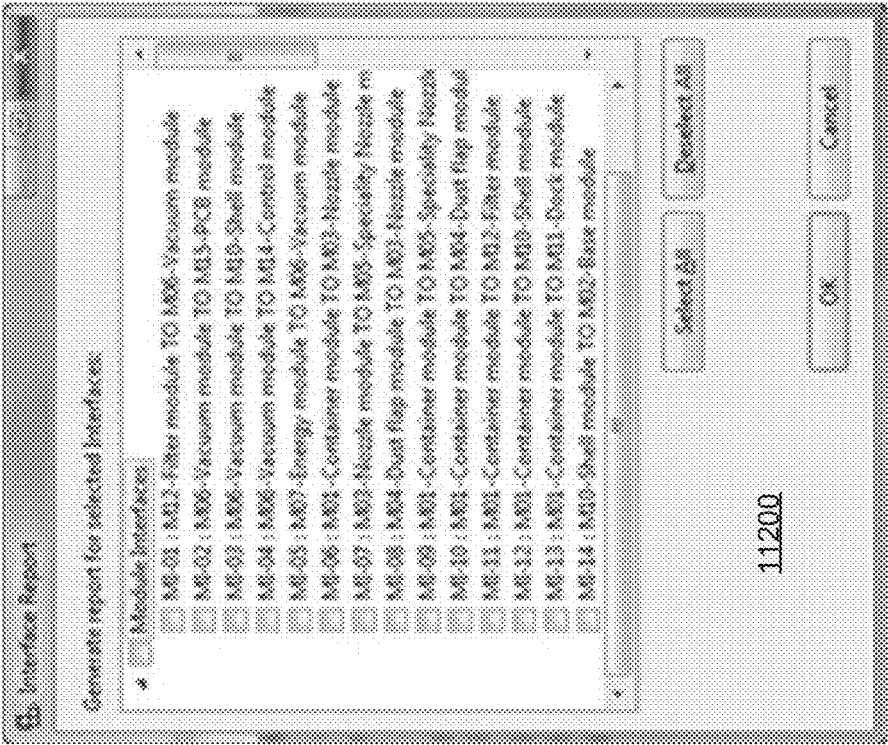 Interface Report
Generate report for selected Interfaces:
Module Interfaces
MI-01 : M12-Filter module TO M06-Vacuum module
MI-02 : M06-Vacuum module TO M15-PCB module
MI-03 : M06-Vacuum module TO M10-Shell module
MI-04 : M06-Vacuum module TO M14-Control module
MI-05 : M07-Energy module TO M06-Vacuum module
MI-06 : M01-Container module TO M03-Nozzle module
MI-07 : M03-Nozzle module TO M05-Speciality Nozzle m
MI-08 : M04-Dust flap module TO M03-Nozzle module
MI-09 : M01-Container module TO M05-Speciality Nozzle
MI-10 : M01-Container module TO M04-Dust flap modul
MI-11 : M01-Container module TO M12-Filter module
MI-12 : M01-Container module TO M10-Shell module
MI-13 : M01-Container module TO M11-Dock module
MI-14 : M10-Shell module TO M02-Base module
Select All
Deselect All
OK
Cancel
11200